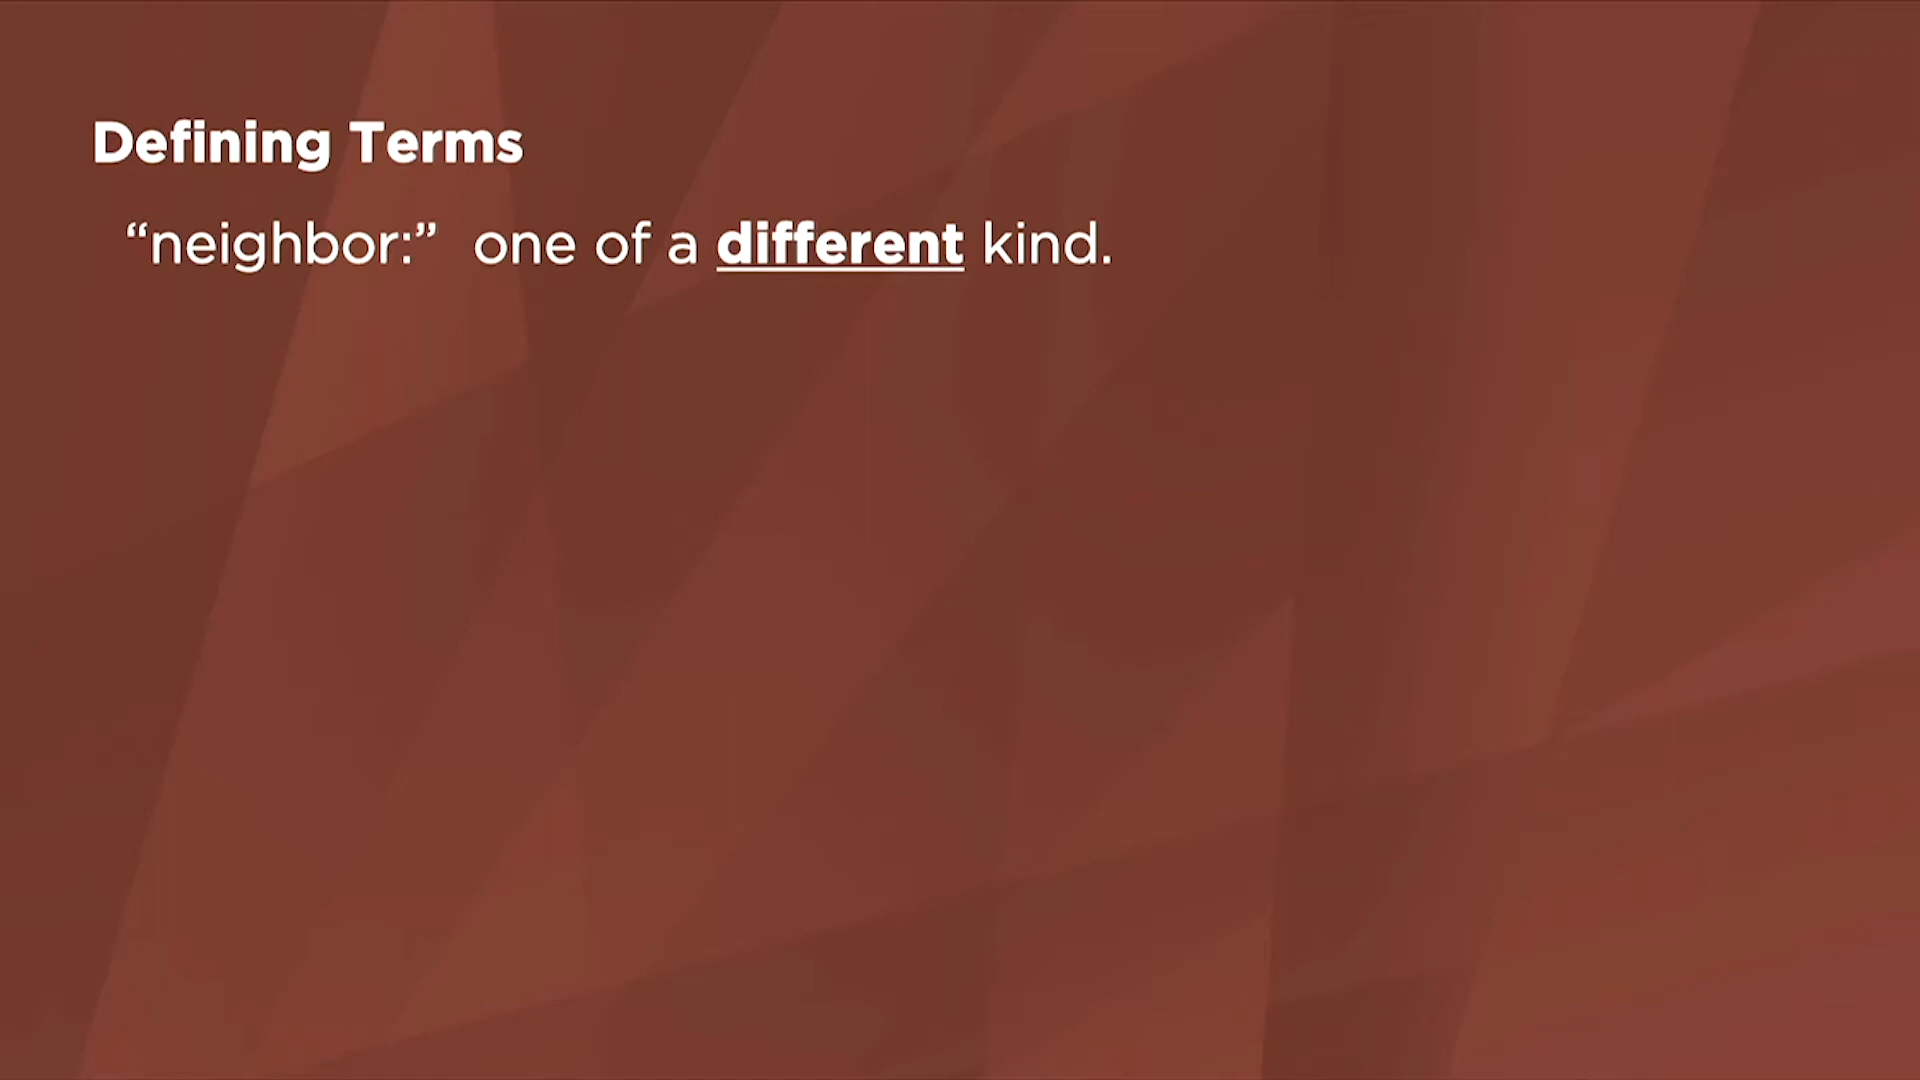 Defining Terms
“neighbor:” one of a different kind.